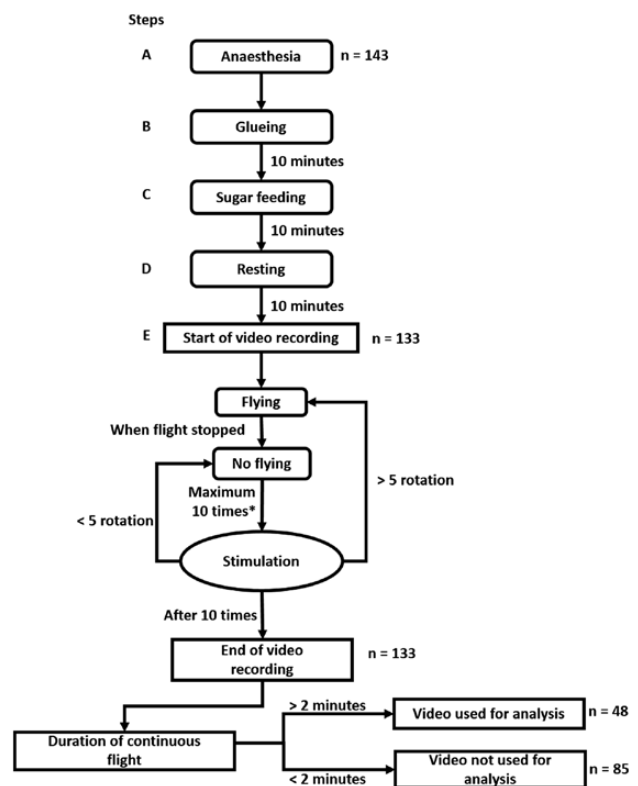 Steps
A
Anaesthesia
n = 143
B
Glueing
10 minutes
C
Sugar feeding
10 minutes
D
Resting
10 minutes
E
Start of video recording
n = 133
Flying
When flight stopped
No flying
> 5 rotation
Maximum
10 times*
< 5 rotation
Stimulation
After 10 times
End of video
recording
n = 133
> 2 minutes
Video used for analysis
n = 48
Duration of continuous
flight
< 2 minutes
Video not used for
analysis
n = 85